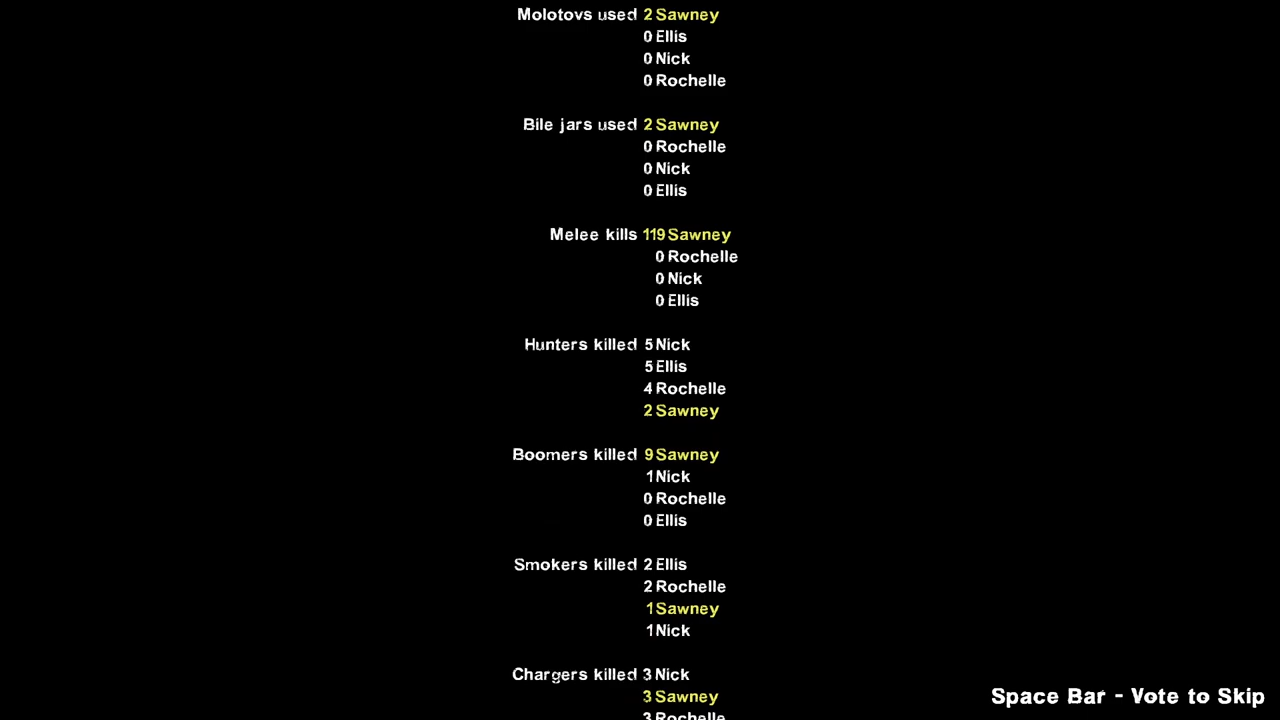 Molotovs used 2 Sawney
0 Ellis
0 Nick
0 Rochelle
Bile jars used 2 Sawney
0 Rochelle
0 Nick
0 Ellis
Melee kills 119 Sawney
0 Rochelle
0 Nick
0 Ellis
Hunters killed 5 Nick
5 Ellis
4 Rochelle
2 Sawney
Boomers killed 9 Sawney
1 Nick
0 Rochelle
0 Ellis
Smokers killed 2 Ellis
2 Rochelle
1 Sawney
1 Nick
Chargers killed 3 Nick
3 Sawney
3 Rochelle
Space Bar - Vote to Skip